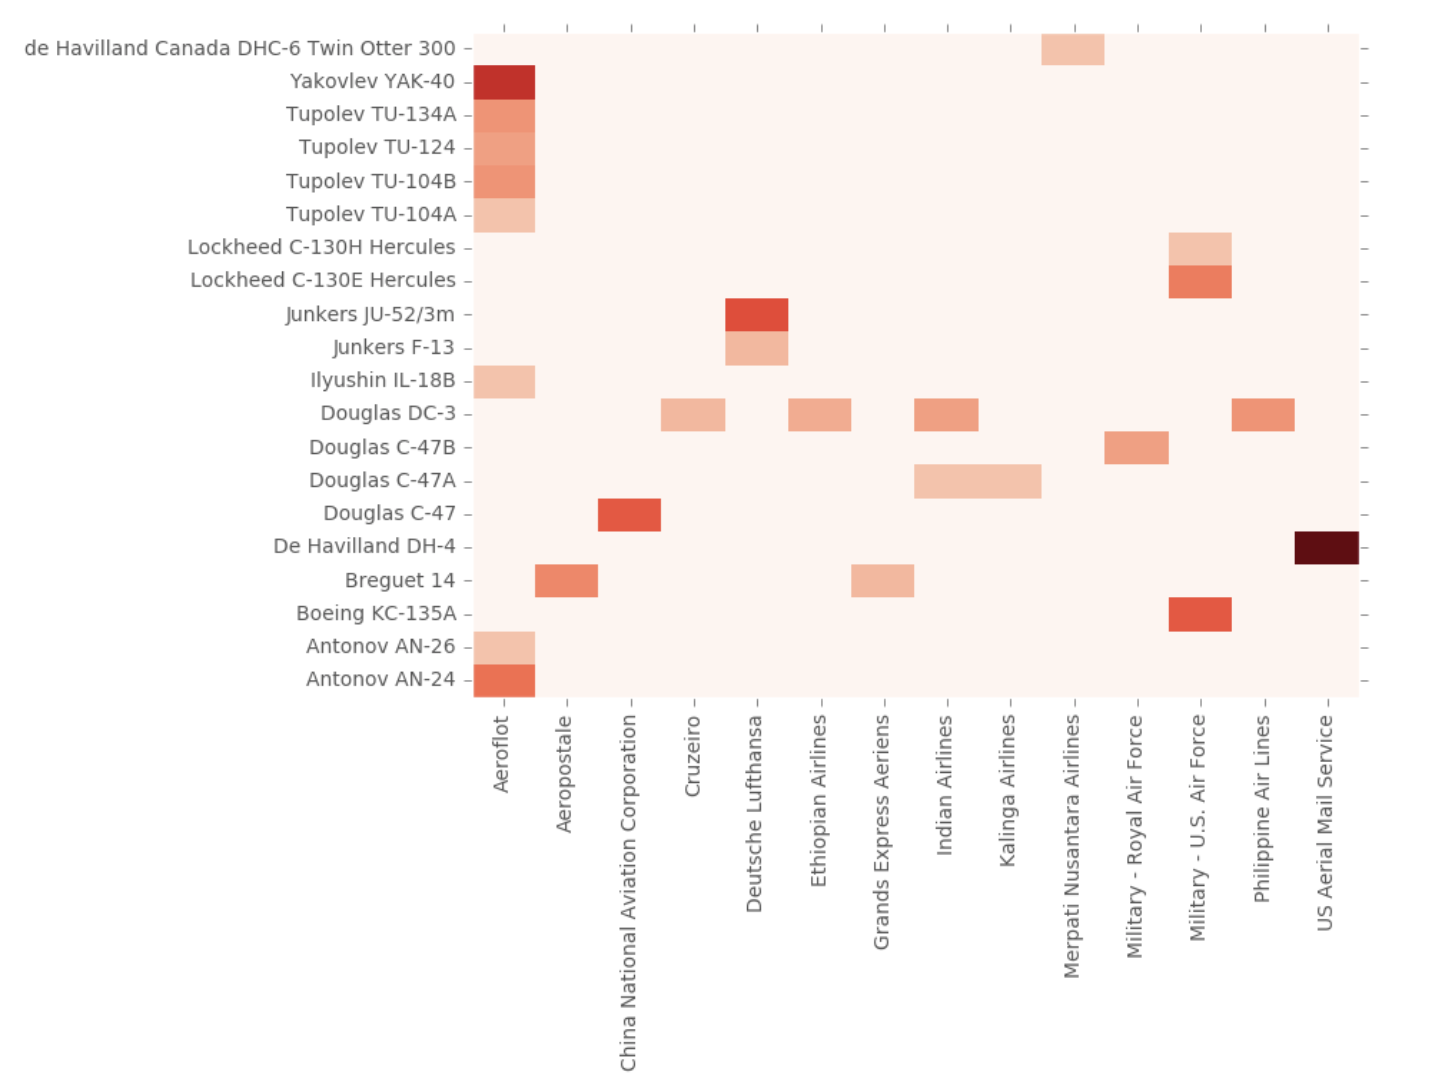 de Havilland Canada DHC-6 Twin Otter 300
Yakovlev YAK-40
Tupolev TU-134A
Tupolev TU-124
Tupolev TU-104B
Tupolev TU-104A
Lockheed C-130H Hercules
Lockheed C-130E Hercules
Junkers JU-52/3m
Junkers F-13
Ilyushin IL-18B
Douglas DC-3
Douglas C-47B
Douglas C-47A
Douglas C-47
De Havilland DH-4
Breguet 14
Boeing KC-135A
Antonov AN-26
Antonov AN-24
Aeroflot
Aeropostale
China National Aviation Corporation
Cruzeiro
Deutsche Lufthansa
Ethiopian Airlines
Grands Express Aeriens
Indian Airlines
Kalinga Airlines
Merpati Nusantara Airlines
Military - Royal Air Force
Military - U.S. Air Force
Philippine Air Lines
US Aerial Mail Service